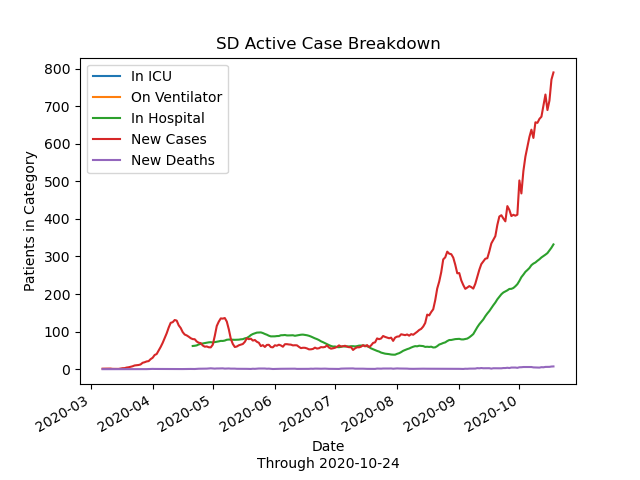 SD Active Case Breakdown
In ICU
On Ventilator
In Hospital
New Cases
New Deaths
Patients in Category
800
700
600
500
400
300
200
100
0
2020-03
2020-04
2020-05
2020-06
2020-07
2020-08
2020-09
2020-10
Date
Through 2020-10-24